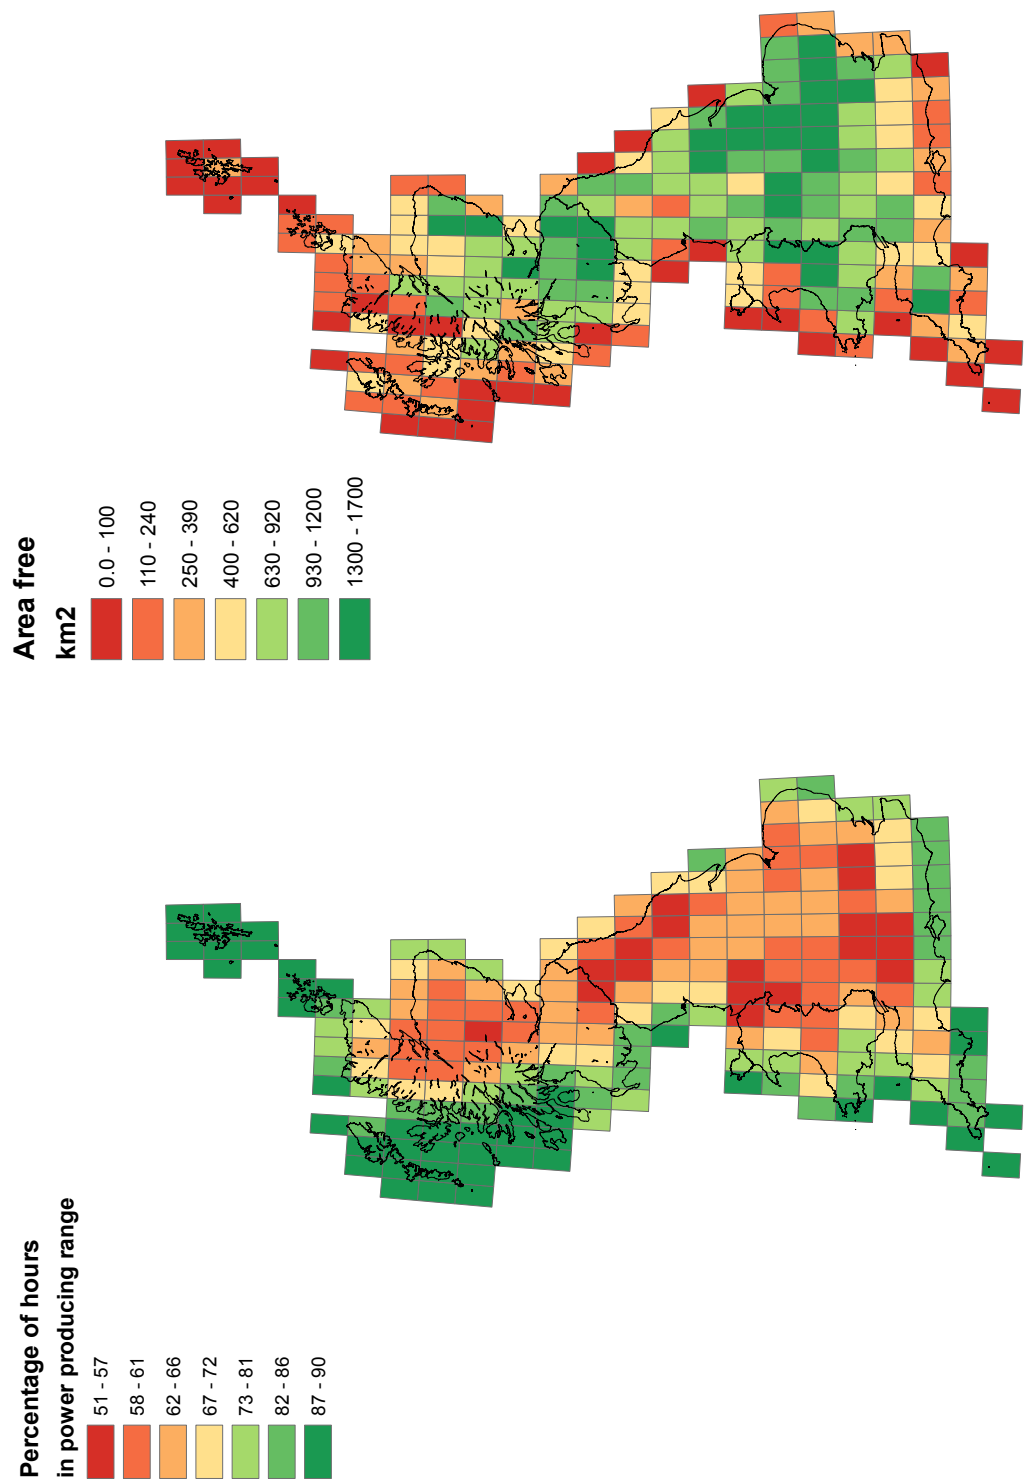 Area free
km2
0.0 - 100
110 - 240
250 - 390
400 - 620
630 - 920
930 - 1200
1300 - 1700
Percentage of hours
in power producing range
51 - 57
58 - 61
62 - 66
67 - 72
73 - 81
82 - 86
87 - 90